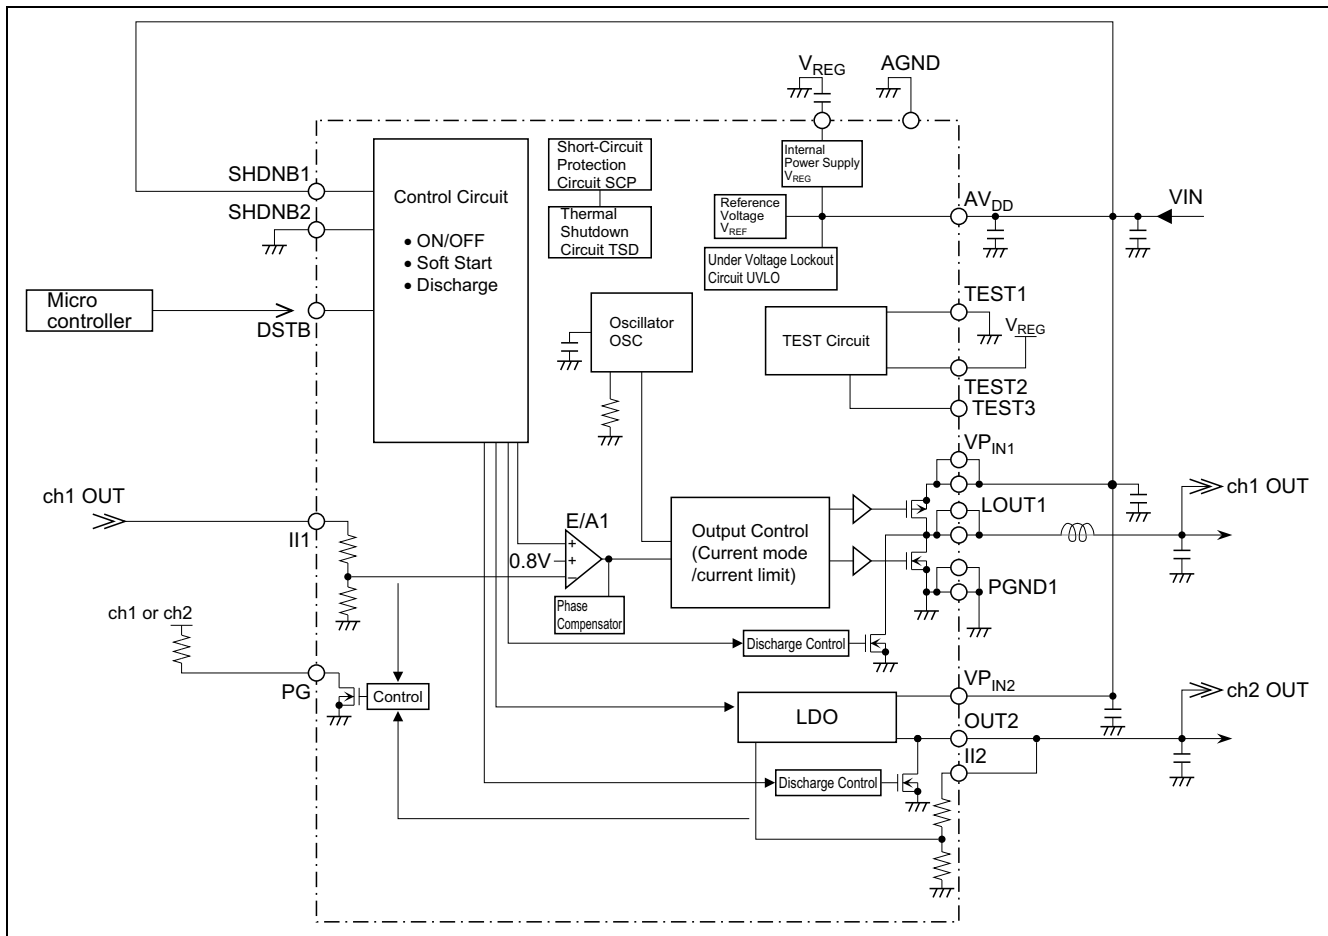 VREG
AGND
SHDNB1
SHDNB2
Micro
controller
DSTB
Control Circuit
• ON/OFF
• Soft Start
• Discharge
Short-Circuit
Protection
Circuit SCP
Thermal
Shutdown
Circuit TSD
Internal
Power Supply
VREG
Reference
Voltage
VREF
Under Voltage Lockout
Circuit UVLO
AVDD
VIN
Oscillator
OSC
TEST Circuit
TEST1
VREG
TEST2
TEST3
VPIN1
ch1 OUT
II1
E/A1
0.8V
+
+
−
Phase
Compensator
Output Control
(Current mode
/current limit)
LOUT1
ch1 OUT
PGND1
ch1 or ch2
PG
Control
Discharge Control
LDO
VPIN2
OUT2
ch2 OUT
II2
Discharge Control